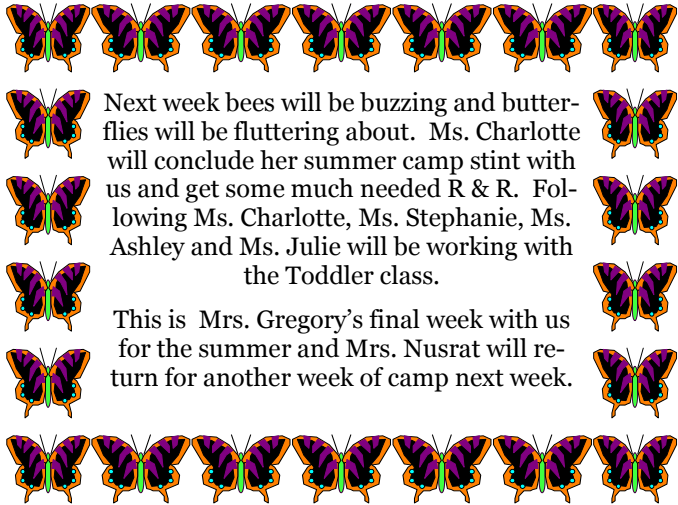 Next week bees will be buzzing and butter-
flies will be fluttering about.  Ms. Charlotte
will conclude her summer camp stint with
us and get some much needed R & R.  Fol-
lowing Ms. Charlotte, Ms. Stephanie, Ms.
Ashley and Ms. Julie will be working with
the Toddler class.
This is  Mrs. Gregory’s final week with us
for the summer and Mrs. Nusrat will re-
turn for another week of camp next week.